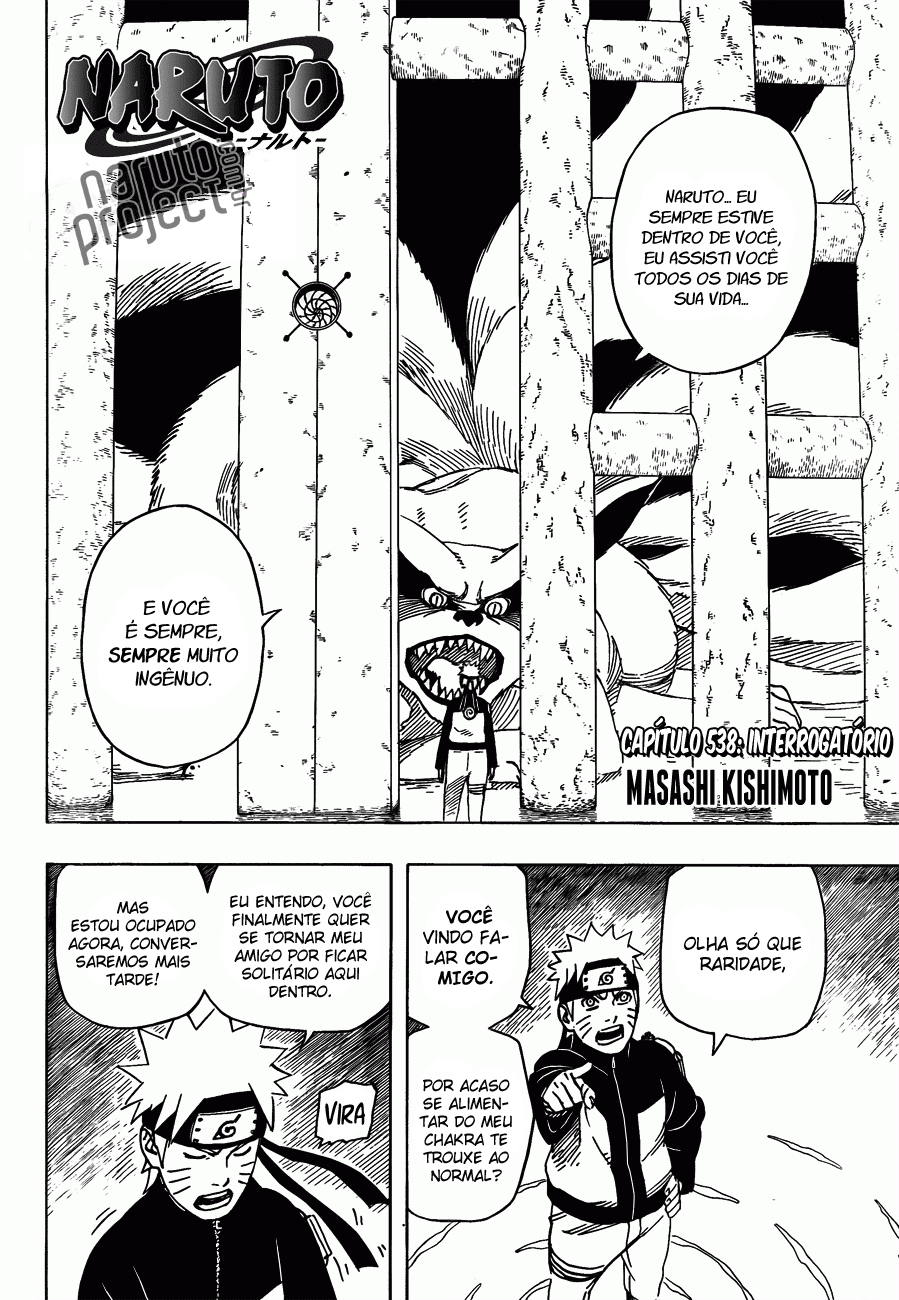 NARUTO
-ナルト-
naruto
project
.com.br
NARUTO... EU
SEMPRE ESTIVE
DENTRO DE VOCÊ,
EU ASSISTI VOCÊ
TODOS OS DIAS DE
SUA VIDA...
E VOCÊ
É SEMPRE,
SEMPRE MUITO
INGÊNUO.
CAPÍTULO 538: INTERROGATÓRIO
MASASHI KISHIMOTO
OLHA SÓ QUE
RARIDADE,
VOCÊ
VINDO FA-
LAR CO-
MIGO.
POR ACASO
SE ALIMEN-
TAR DO MEU
CHAKRA TE
TROUXE AO
NORMAL?
EU ENTENDO, VOCÊ
FINALMENTE QUER
SE TORNAR MEU
AMIGO POR FICAR
SOLITÁRIO AQUI
DENTRO.
MAS
ESTOU OCUPADO
AGORA, CONVER-
SAREMOS MAIS
TARDE!
VIRA